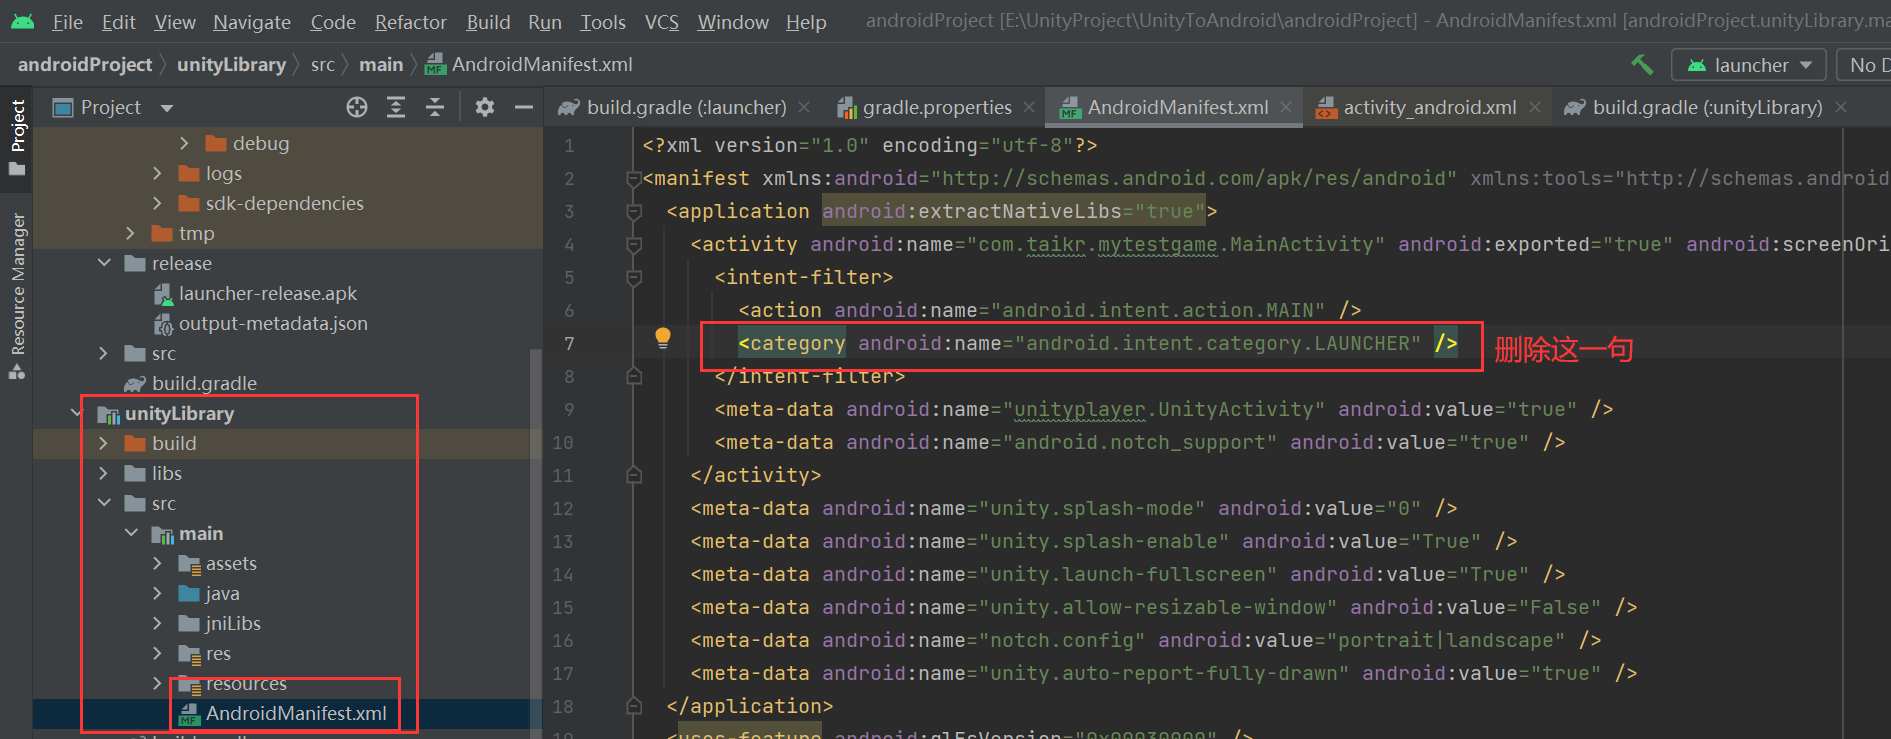 File Edit View Navigate Code Refactor Build Run Tools VCS Window Help androidProject [E:\UnityProject\UnityToAndroid\androidProject] - AndroidManifest.xml [androidProject.unityLibrary.ma
androidProject unityLibrary src main AndroidManifest.xml launcher No D
Project
Resource Manager
Project
debug
logs
sdk-dependencies
tmp
release
launcher-release.apk
output-metadata.json
src
build.gradle
unityLibrary
build
libs
src
main
assets
java
jniLibs
res
resources
AndroidManifest.xml
build.gradle (:launcher) gradle.properties AndroidManifest.xml activity_android.xml build.gradle (:unityLibrary)
1 <?xml version="1.0" encoding="utf-8"?>
2 <manifest xmlns:android="http://schemas.android.com/apk/res/android" xmlns:tools="http://schemas.android
3 <application android:extractNativeLibs="true">
4 <activity android:name="com.taikr.mytestgame.MainActivity" android:exported="true" android:screenOri
5 <intent-filter>
6 <action android:name="android.intent.action.MAIN" />
7 <category android:name="android.intent.category.LAUNCHER" /> 删除这一句
8 </intent-filter>
9 <meta-data android:name="unityplayer.UnityActivity" android:value="true" />
10 <meta-data android:name="android.notch_support" android:value="true" />
11 </activity>
12 <meta-data android:name="unity.splash-mode" android:value="0" />
13 <meta-data android:name="unity.splash-enable" android:value="True" />
14 <meta-data android:name="unity.launch-fullscreen" android:value="True" />
15 <meta-data android:name="unity.allow-resizable-window" android:value="False" />
16 <meta-data android:name="notch.config" android:value="portrait|landscape" />
17 <meta-data android:name="unity.auto-report-fully-drawn" android:value="true" />
18 </application>
19 <uses-feature android:glEsVersion="0x00030000" />